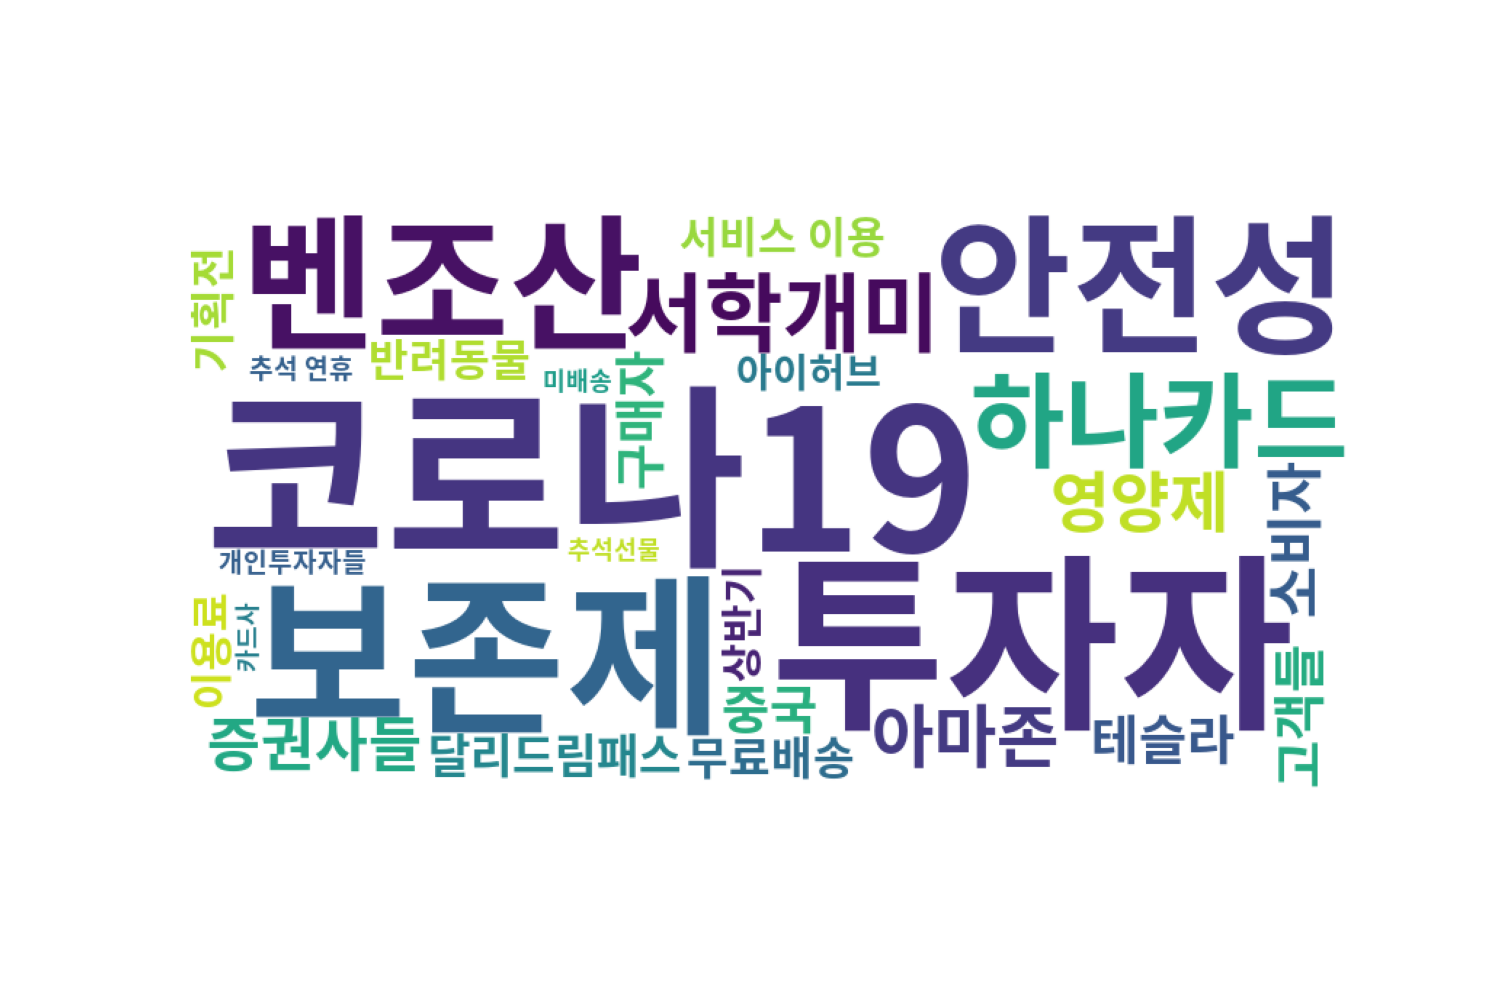 벤조산
서비스 이용
안전성
기획전
서학개미
추석 연휴
반려동물
미배송
구매자
아이허브
하나카드
코로나19
영양제
소비자
개인투자자들
추석선물
이용료
카드사
보존제
상반기
투자자
중국
고객들
증권사들
달리드림패스
무료배송
아마존
테슬라